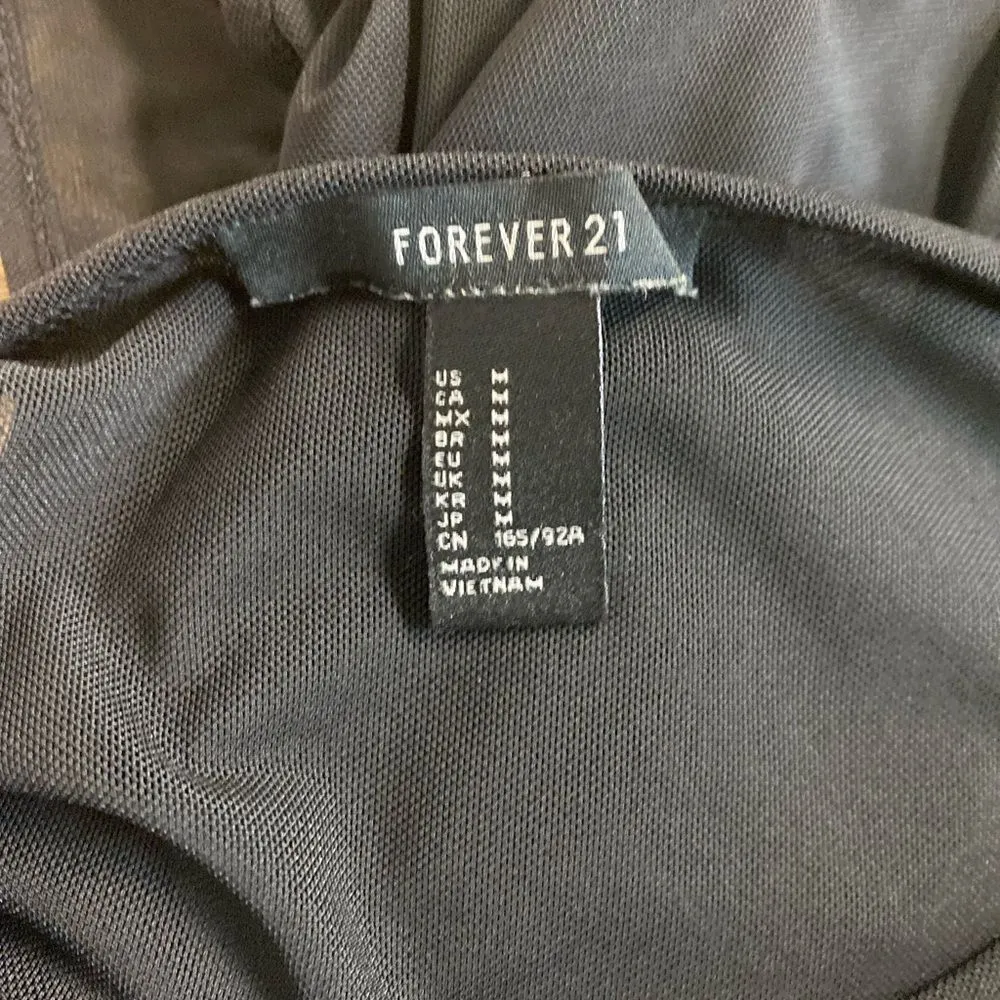 FOREVER 21
US M
CA M
MX M
BR M
EU M
UK M
KR M
JP M
CN 165/92A
MADE IN
VIETNAM